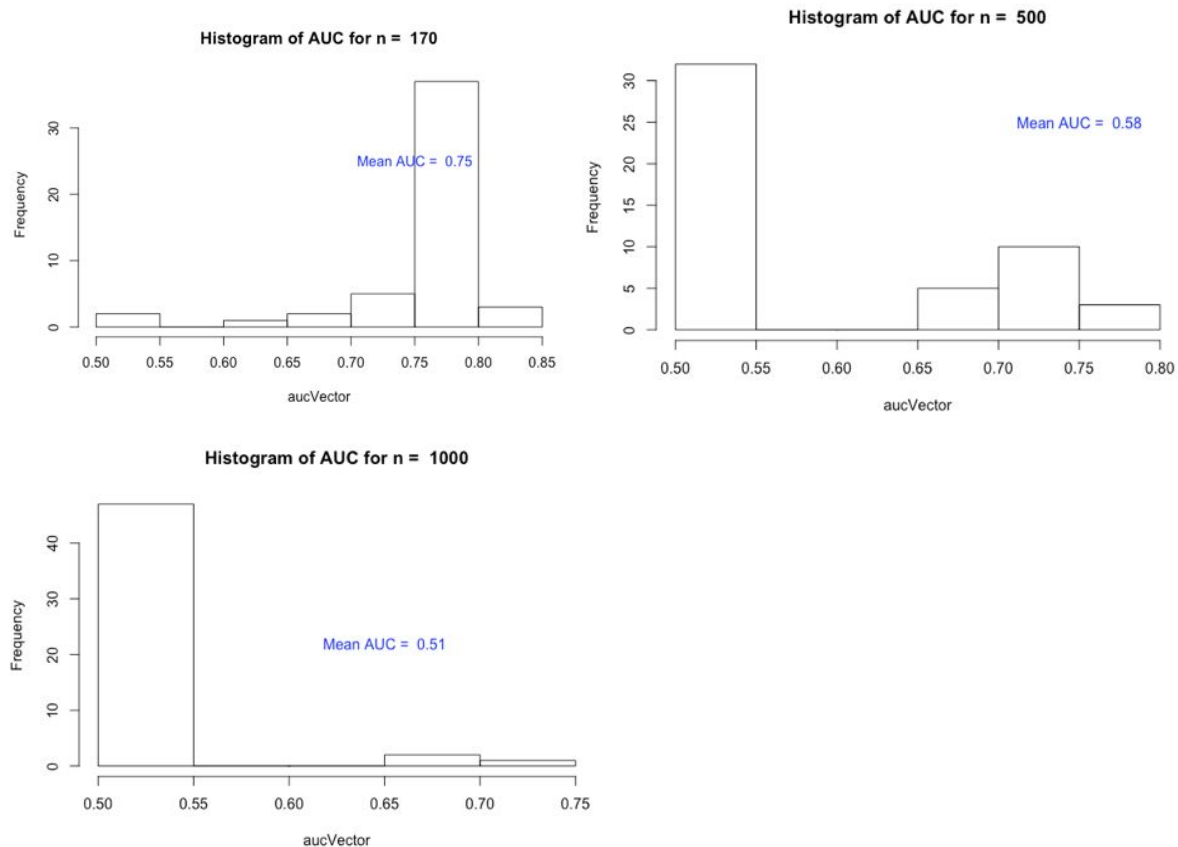 Histogram of AUC for n = 170
Frequency
0 10 20 30
Mean AUC = 0.75
0.50 0.55 0.60 0.65 0.70 0.75 0.80 0.85
aucVector
Histogram of AUC for n = 500
Frequency
0 5 10 15 20 25 30
Mean AUC = 0.58
0.50 0.55 0.60 0.65 0.70 0.75 0.80
aucVector
Histogram of AUC for n = 1000
Frequency
0 10 20 30 40
Mean AUC = 0.51
0.50 0.55 0.60 0.65 0.70 0.75
aucVector